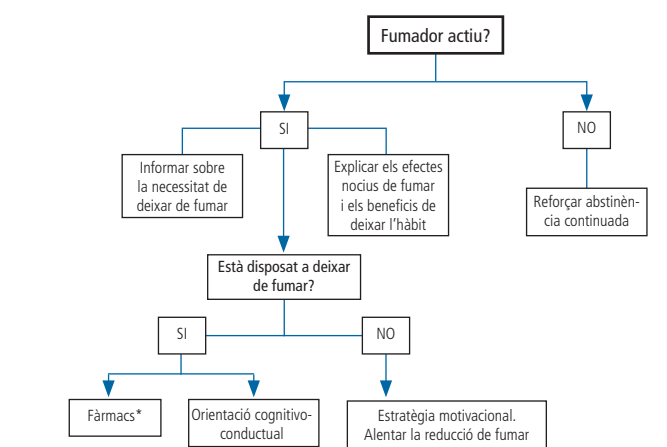 Fumador actiu?
SI
NO
Informar sobre
la necessitat de
deixar de fumar
Explicar els efectes
nocius de fumar
i els beneficis de
deixar l'hàbit
Reforçar abstinèn-
cia continuada
Està disposat a deixar
de fumar?
SI
NO
Fàrmacs*
Orientació cognitivo-
conductual
Estratègia motivacional.
Alentar la reducció de fumar